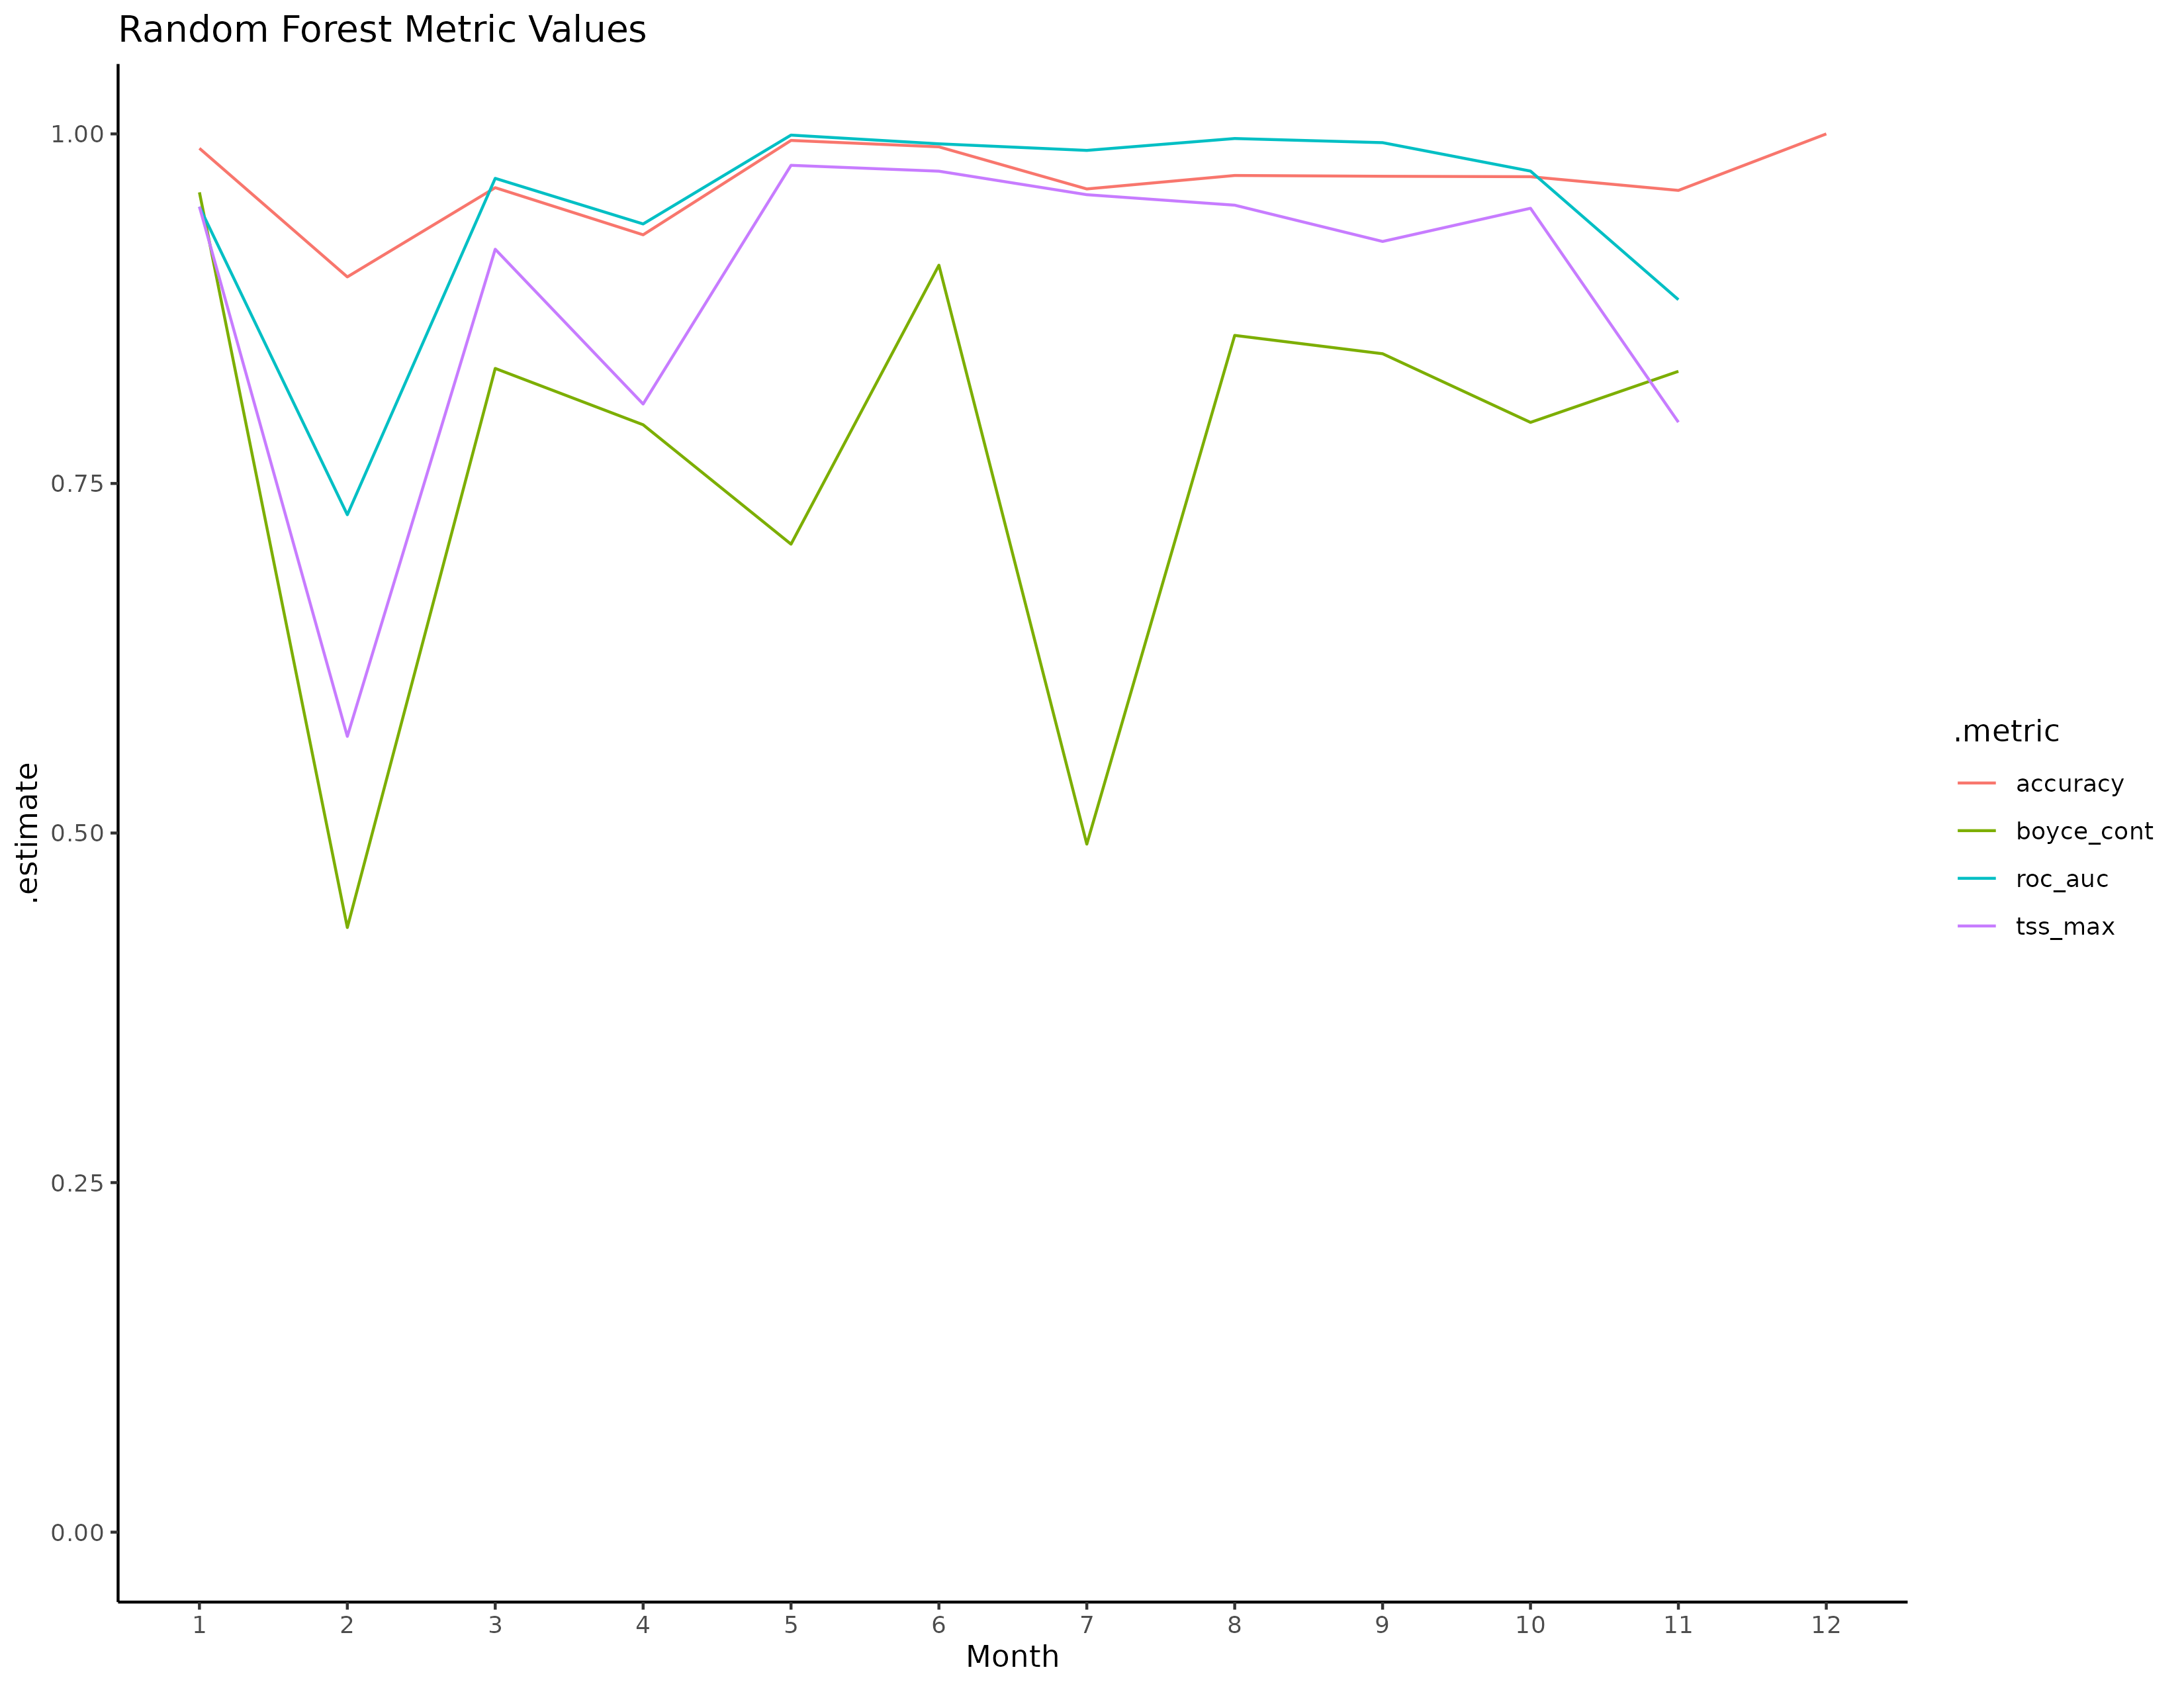 Random Forest Metric Values
1.00
0.75
0.50
0.25
0.00
.estimate
1 2 3 4 5 6 7 8 9 10 11 12
Month
.metric
accuracy
boyce_cont
roc_auc
tss_max